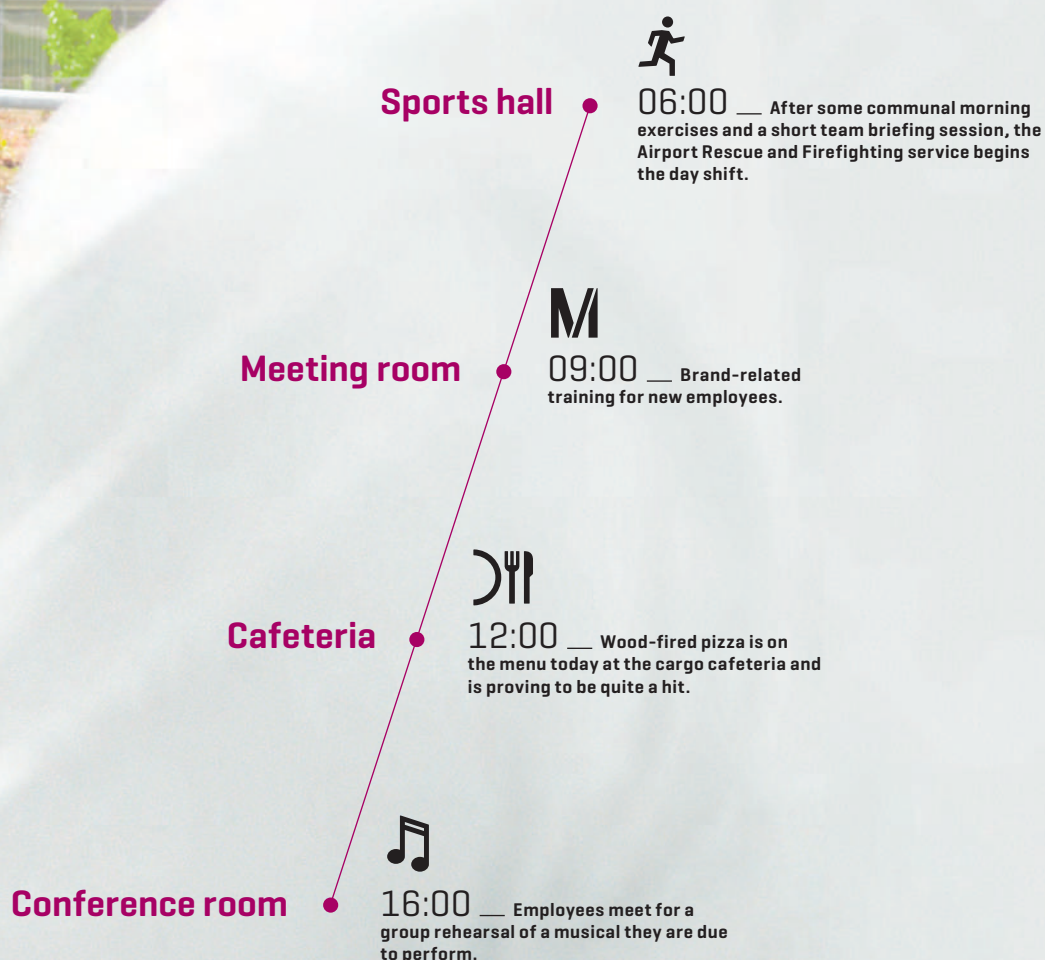 Sports hall
06:00 __ After some communal morning
exercises and a short team briefing session, the
Airport Rescue and Firefighting service begins
the day shift.
M
Meeting room
09:00 __ Brand-related
training for new employees.
Cafeteria
12:00 __ Wood-fired pizza is on
the menu today at the cargo cafeteria and
is proving to be quite a hit.
Conference room
16:00 __ Employees meet for a
group rehearsal of a musical they are due
to perform.